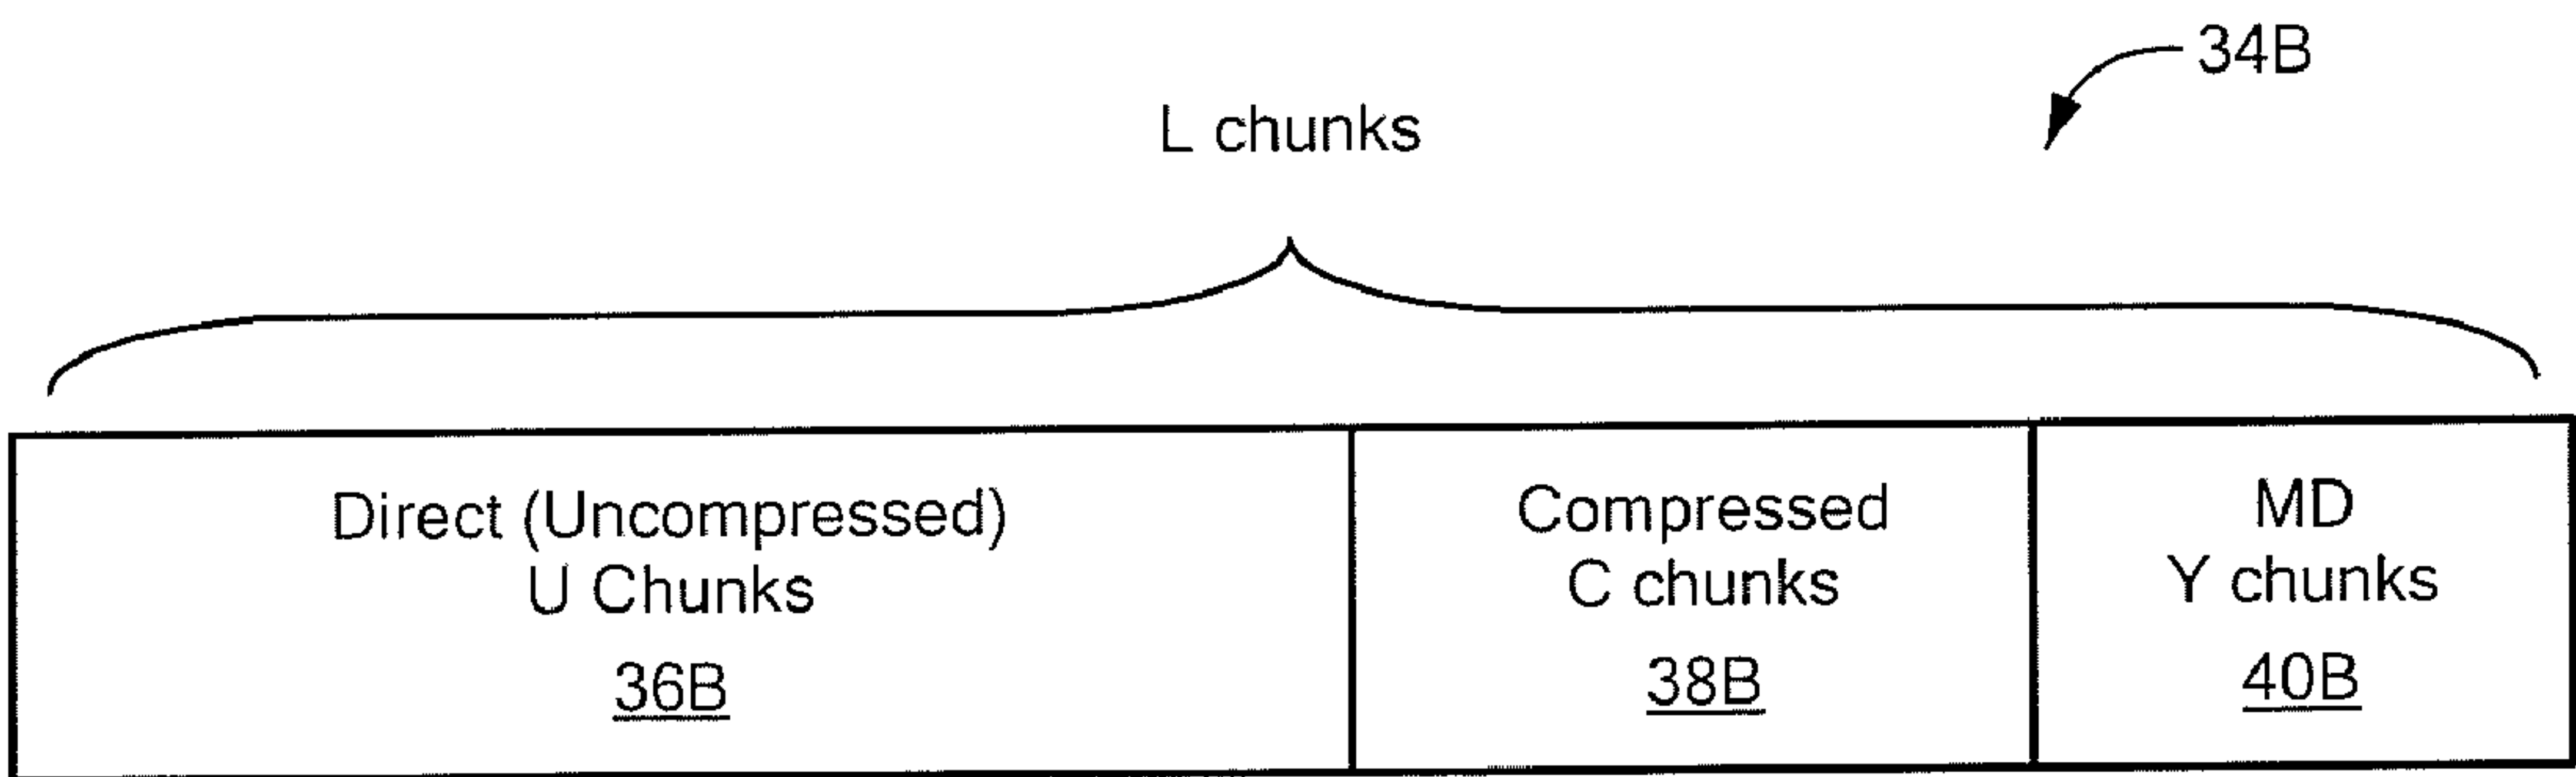 34B
L chunks
Direct (Uncompressed)
U Chunks
36B
Compressed
C chunks
38B
MD
Y chunks
40B